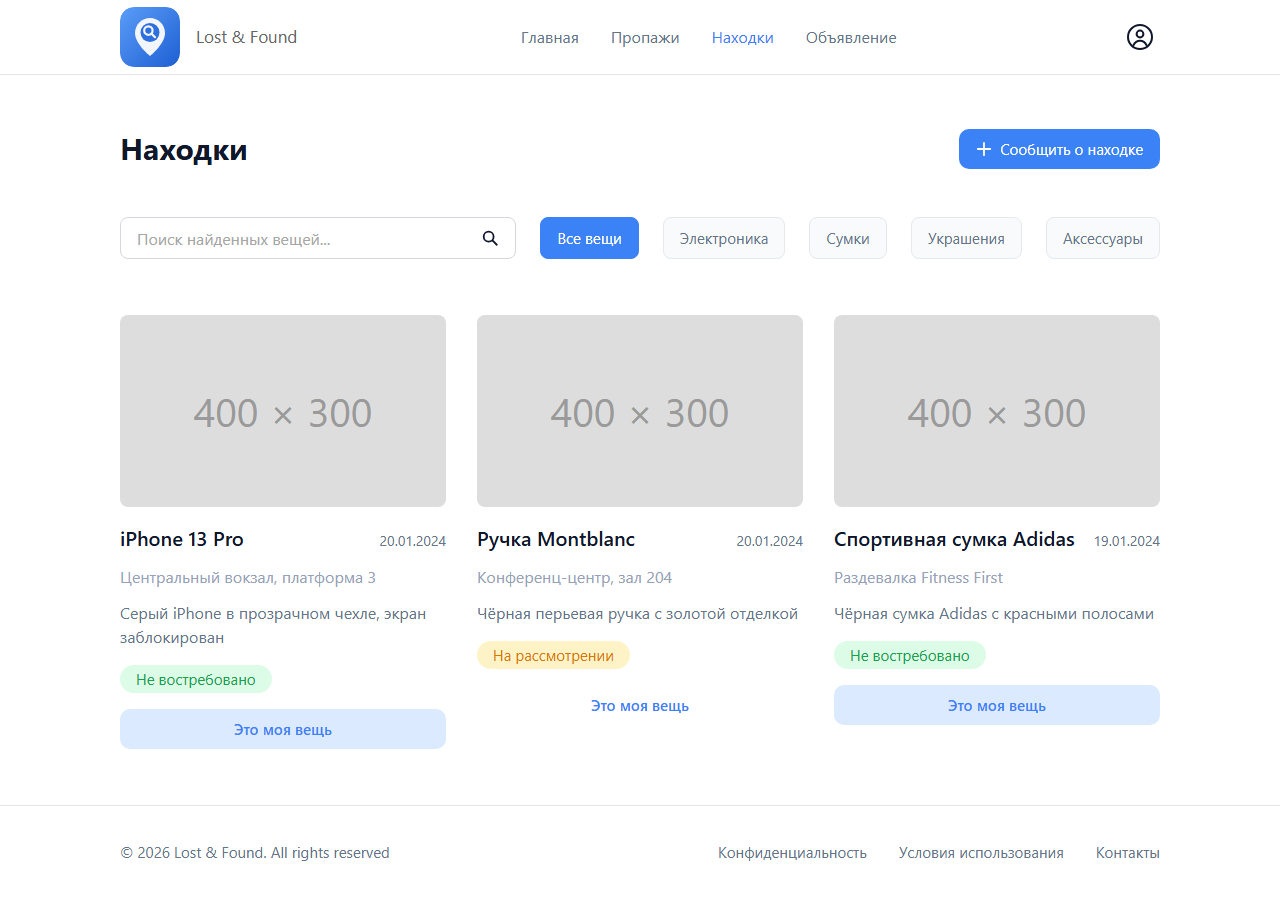 Lost & Found
Главная
Пропажи
Находки
Объявление
Находки
Сообщить о находке
Поиск найденных вещей...
Все вещи
Электроника
Сумки
Украшения
Аксессуары
400 × 300
iPhone 13 Pro
20.01.2024
Центральный вокзал, платформа 3
Серый iPhone в прозрачном чехле, экран
заблокирован
Не востребовано
Это моя вещь
400 × 300
Ручка Montblanc
20.01.2024
Конференц-центр, зал 204
Чёрная перьевая ручка с золотой отделкой
На рассмотрении
Это моя вещь
400 × 300
Спортивная сумка Adidas
19.01.2024
Раздевалка Fitness First
Чёрная сумка Adidas с красными полосами
Не востребовано
Это моя вещь
© 2026 Lost & Found. All rights reserved
Конфиденциальность
Условия использования
Контакты